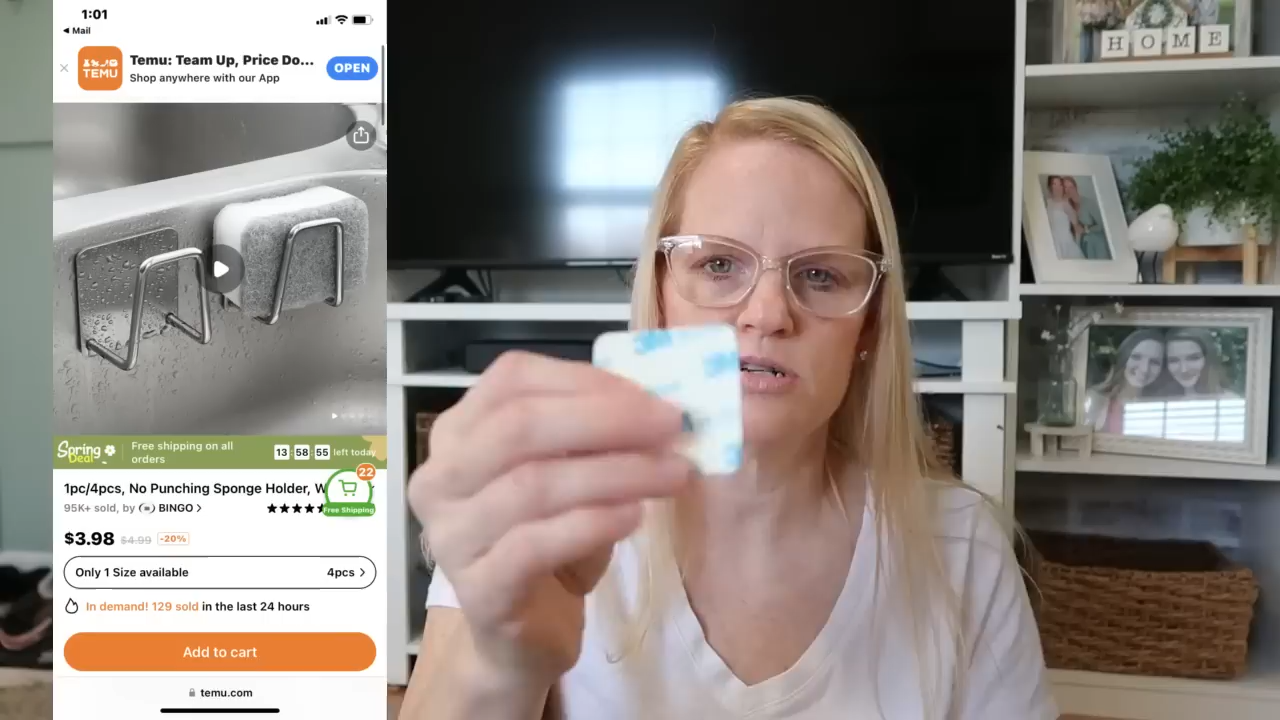 1:01
Mail
TEMU
Temu: Team Up, Price Do...
Shop anywhere with our App
OPEN
Spring Deal
Free shipping on all orders
13 58 55 left today
22
Free Shipping
1pc/4pcs, No Punching Sponge Holder, W
95K+ sold, by BINGO
$3.98 $4.99 -20%
Only 1 Size available 4pcs
In demand! 129 sold in the last 24 hours
Add to cart
temu.com
HOME